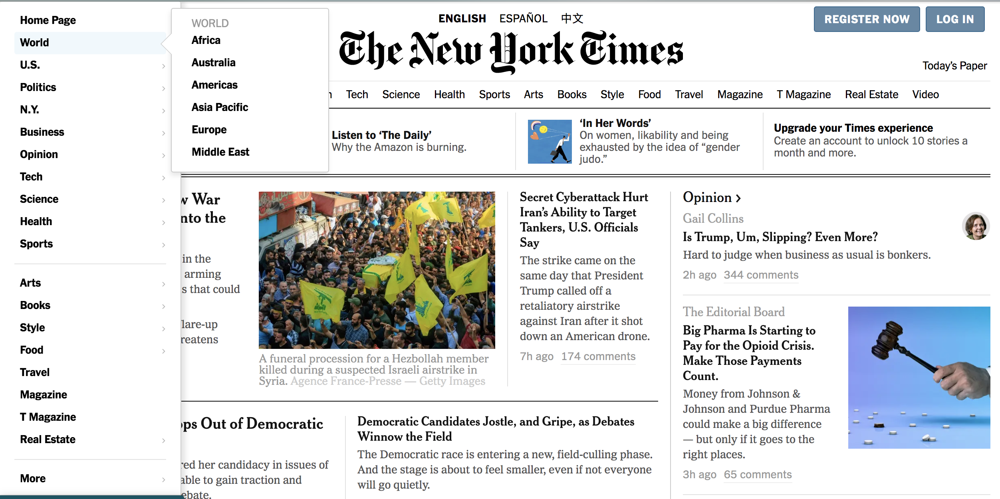 Home Page
World
U.S.
Politics
N.Y.
Business
Opinion
Tech
Science
Health
Sports
Arts
Books
Style
Food
Travel
Magazine
T Magazine
Real Estate
More
WORLD
Africa
Australia
Americas
Asia Pacific
Europe
Middle East
ENGLISH ESPAÑOL 中文
The New York Times
REGISTER NOW LOG IN
Today's Paper
Tech Science Health Sports Arts Books Style Food Travel Magazine T Magazine Real Estate Video
Listen to ‘The Daily’
Why the Amazon is burning.
‘In Her Words’
On women, likability and being
exhausted by the idea of “gender
judo.”
Upgrade your Times experience
Create an account to unlock 10 stories a
month and more.
War
nto the
in the
arming
s that could
lare-up
reatens
A funeral procession for a Hezbollah member
killed during a suspected Israeli airstrike in
Syria. Agence France-Presse — Getty Images
Secret Cyberattack Hurt
Iran’s Ability to Target
Tankers, U.S. Officials
Say
The strike came on the
same day that President
Trump called off a
retaliatory airstrike
against Iran after it shot
down an American drone.
7h ago 174 comments
Opinion ›
Gail Collins
Is Trump, Um, Slipping? Even More?
Hard to judge when business as usual is bonkers.
2h ago 344 comments
The Editorial Board
Big Pharma Is Starting to
Pay for the Opioid Crisis.
Make Those Payments
Count.
Money from Johnson &
Johnson and Purdue Pharma
could make a big difference
— but only if it goes to the
right places.
3h ago 65 comments
ps Out of Democratic
red her candidacy in issues of
able to gain traction and
ebate.
Democratic Candidates Jostle, and Gripe, as Debates
Winnow the Field
The Democratic race is entering a new, field-culling phase.
And the stage is about to feel smaller, even if not everyone
will go quietly.